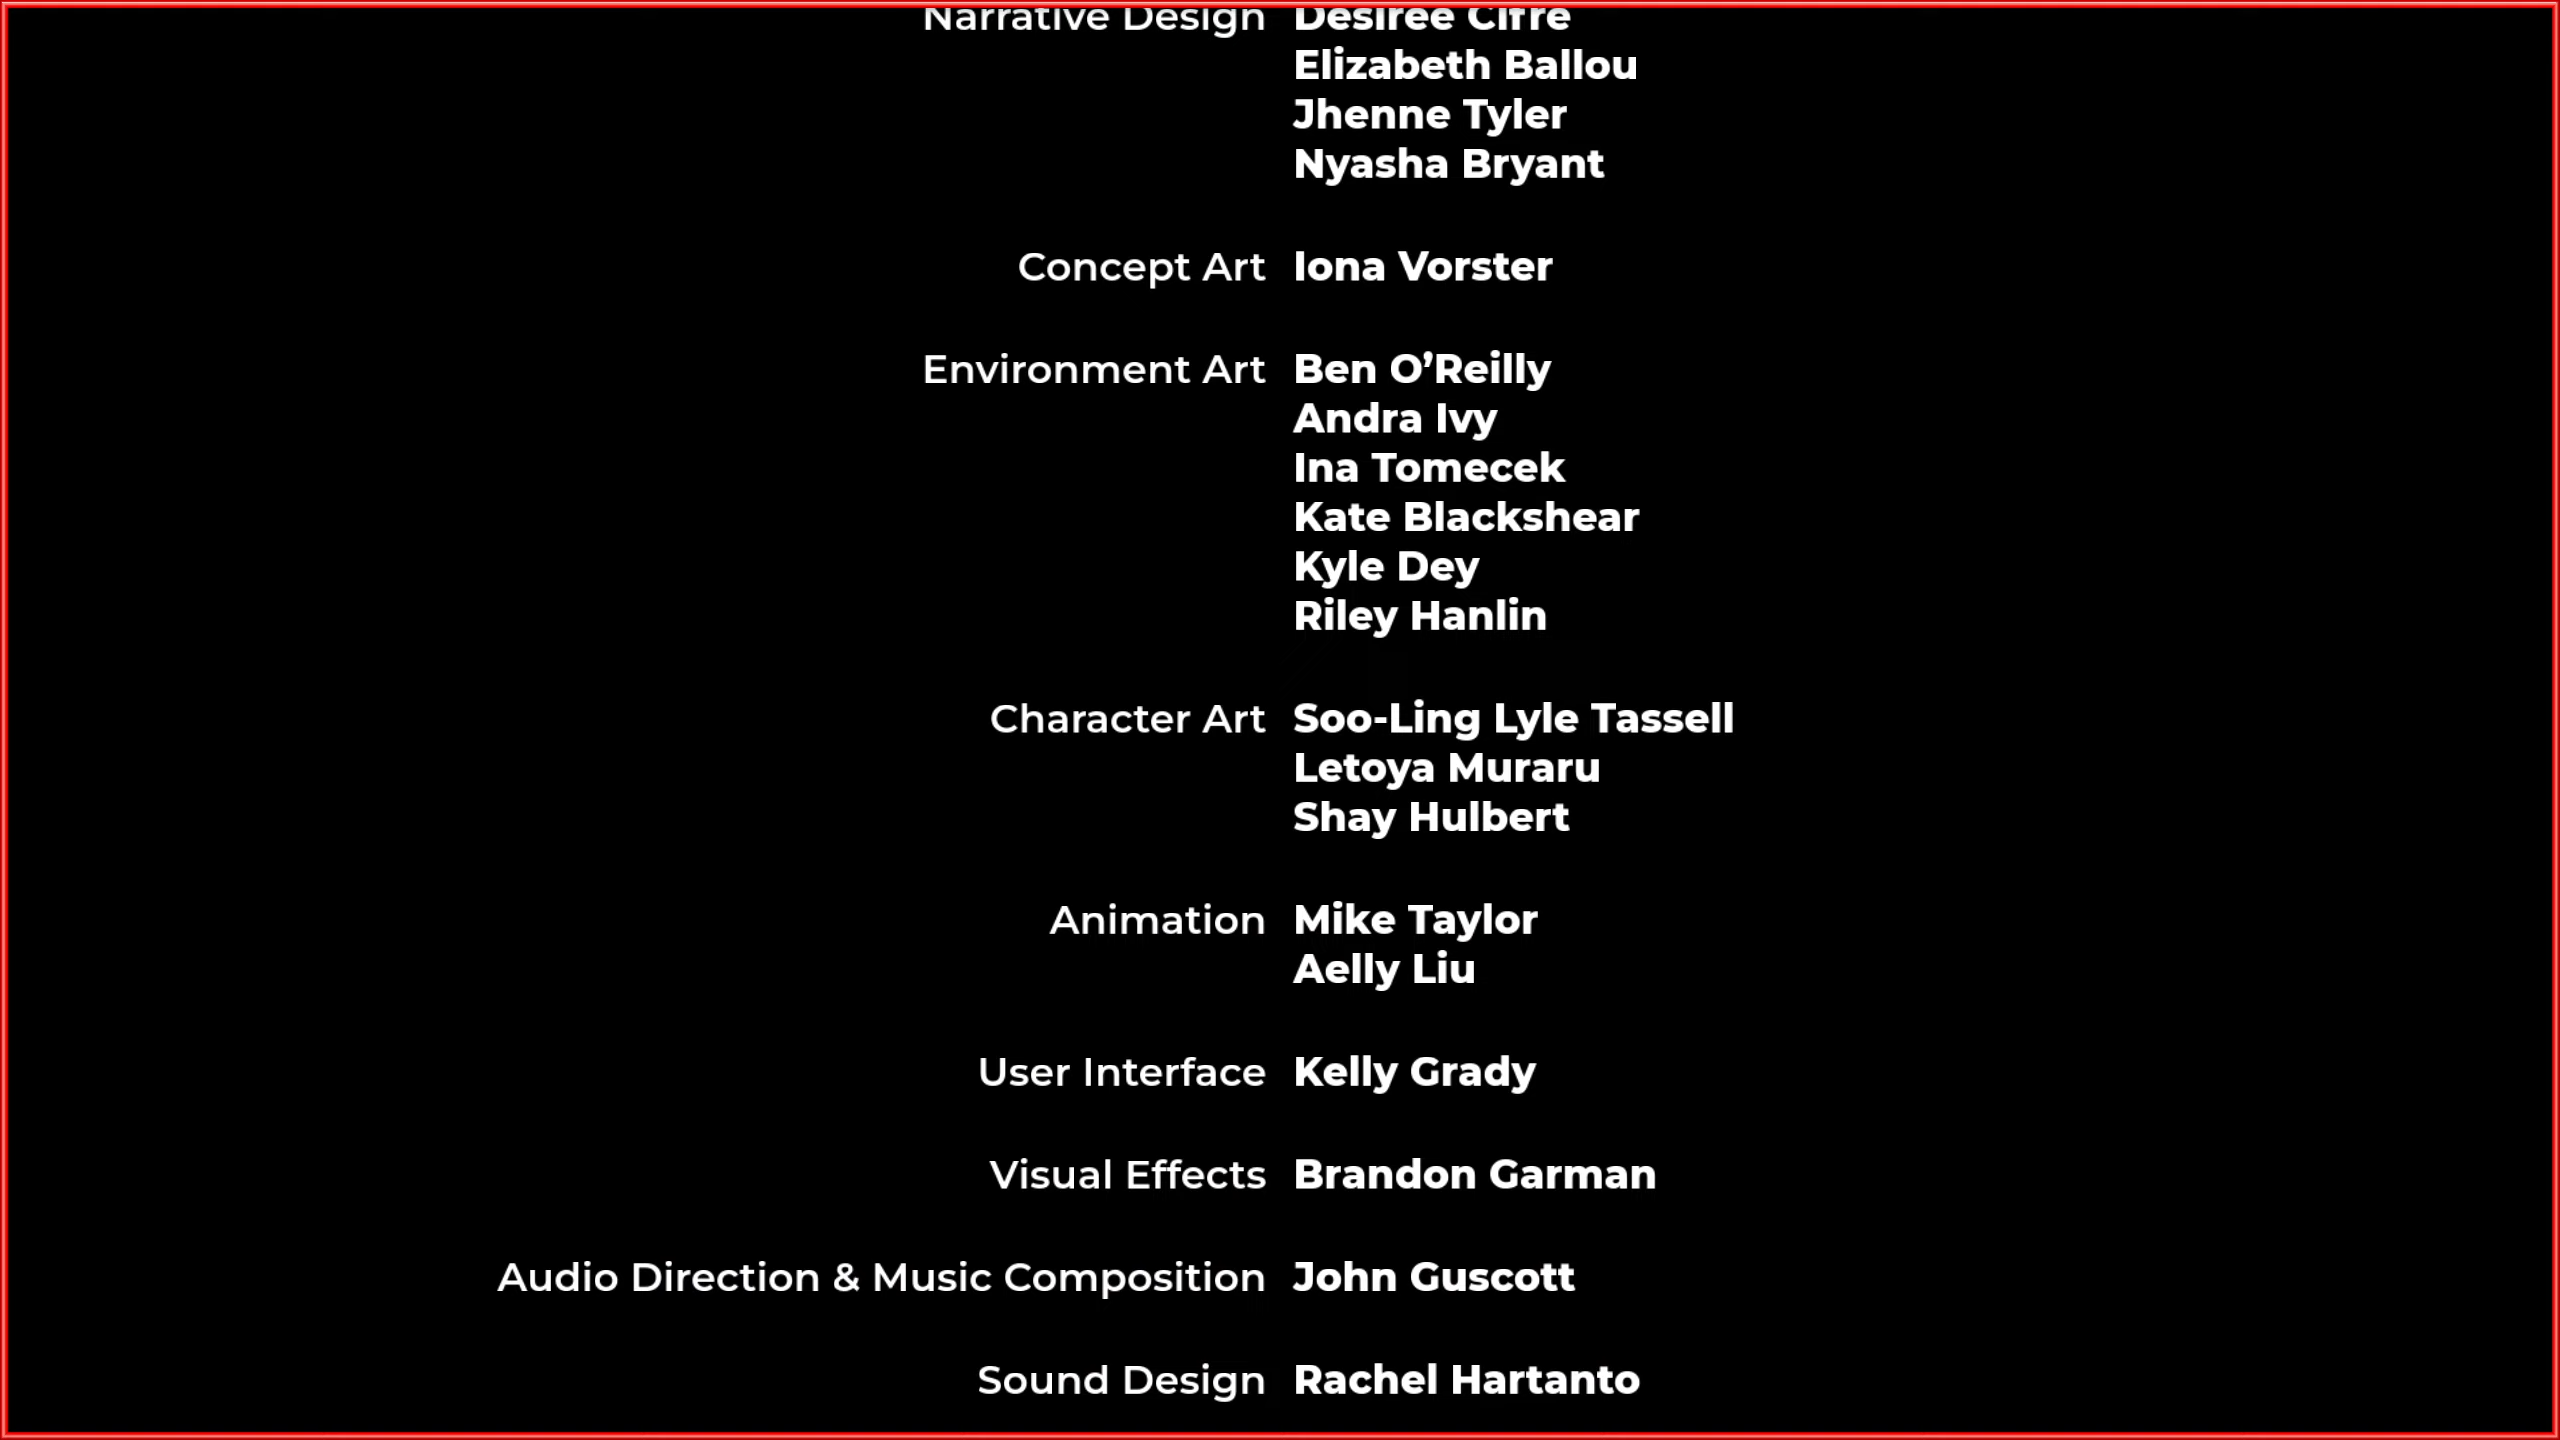 Narrative Design Desiree Cifre
Elizabeth Ballou
Jhenne Tyler
Nyasha Bryant
Concept Art Iona Vorster
Environment Art Ben O’Reilly
Andra Ivy
Ina Tomecek
Kate Blackshear
Kyle Dey
Riley Hanlin
Character Art Soo-Ling Lyle Tassell
Letoya Muraru
Shay Hulbert
Animation Mike Taylor
Aelly Liu
User Interface Kelly Grady
Visual Effects Brandon Garman
Audio Direction & Music Composition John Guscott
Sound Design Rachel Hartanto